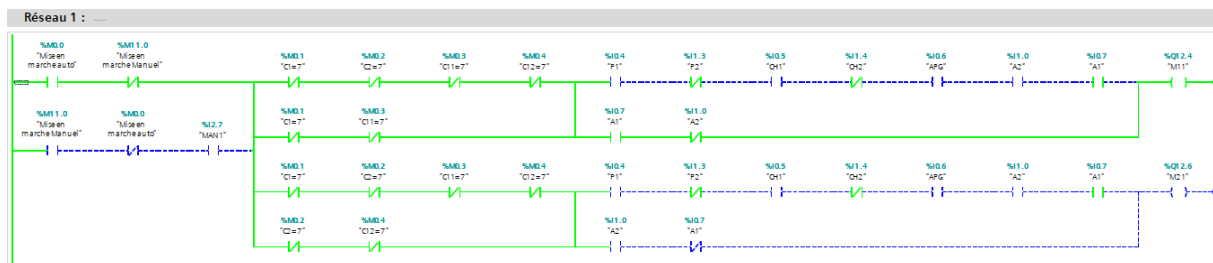 Réseau 1 : .....
%M0.0 %M11.0
"Mise en "Mise en
marche auto" marche Manuel"
%M0.1 %M0.2 %M0.3 %M0.4 %I0.4 %I1.3 %I0.5 %I1.4 %I0.6 %I1.0 %I0.7 %Q12.4
"C1=7" "C2=7" "C11=7" "C12=7" "P1" "P2" "CH1" "CH2" "APG" "A2" "A1" "M11"
%M11.0 %M0.0
"Mise en "Mise en %I2.7
marche Manuel" marche auto" "MAN1"
%M0.1 %M0.3 %I0.7 %I1.0
"C1=7" "C11=7" "A1" "A2"
%M0.1 %M0.2 %M0.3 %M0.4 %I0.4 %I1.3 %I0.5 %I1.4 %I0.6 %I1.0 %I0.7 %Q12.6
"C1=7" "C2=7" "C11=7" "C12=7" "P1" "P2" "CH1" "CH2" "APG" "A2" "A1" "M21"
%M0.2 %M0.4 %I1.0 %I0.7
"C2=7" "C12=7" "A2" "A1"